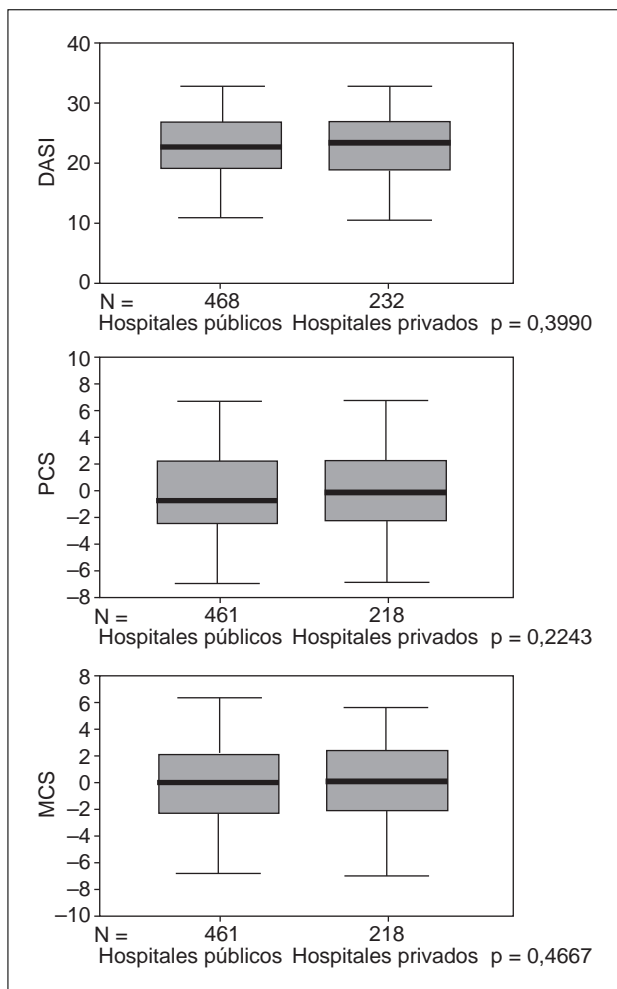 40
30
20
10
0
DASI
N = 468 232
Hospitales públicos Hospitales privados p = 0,3990
10
8
6
4
2
0
–2
–4
–6
–8
PCS
N = 461 218
Hospitales públicos Hospitales privados p = 0,2243
8
6
4
2
0
–2
–4
–6
–8
–10
MCS
N = 461 218
Hospitales públicos Hospitales privados p = 0,4667